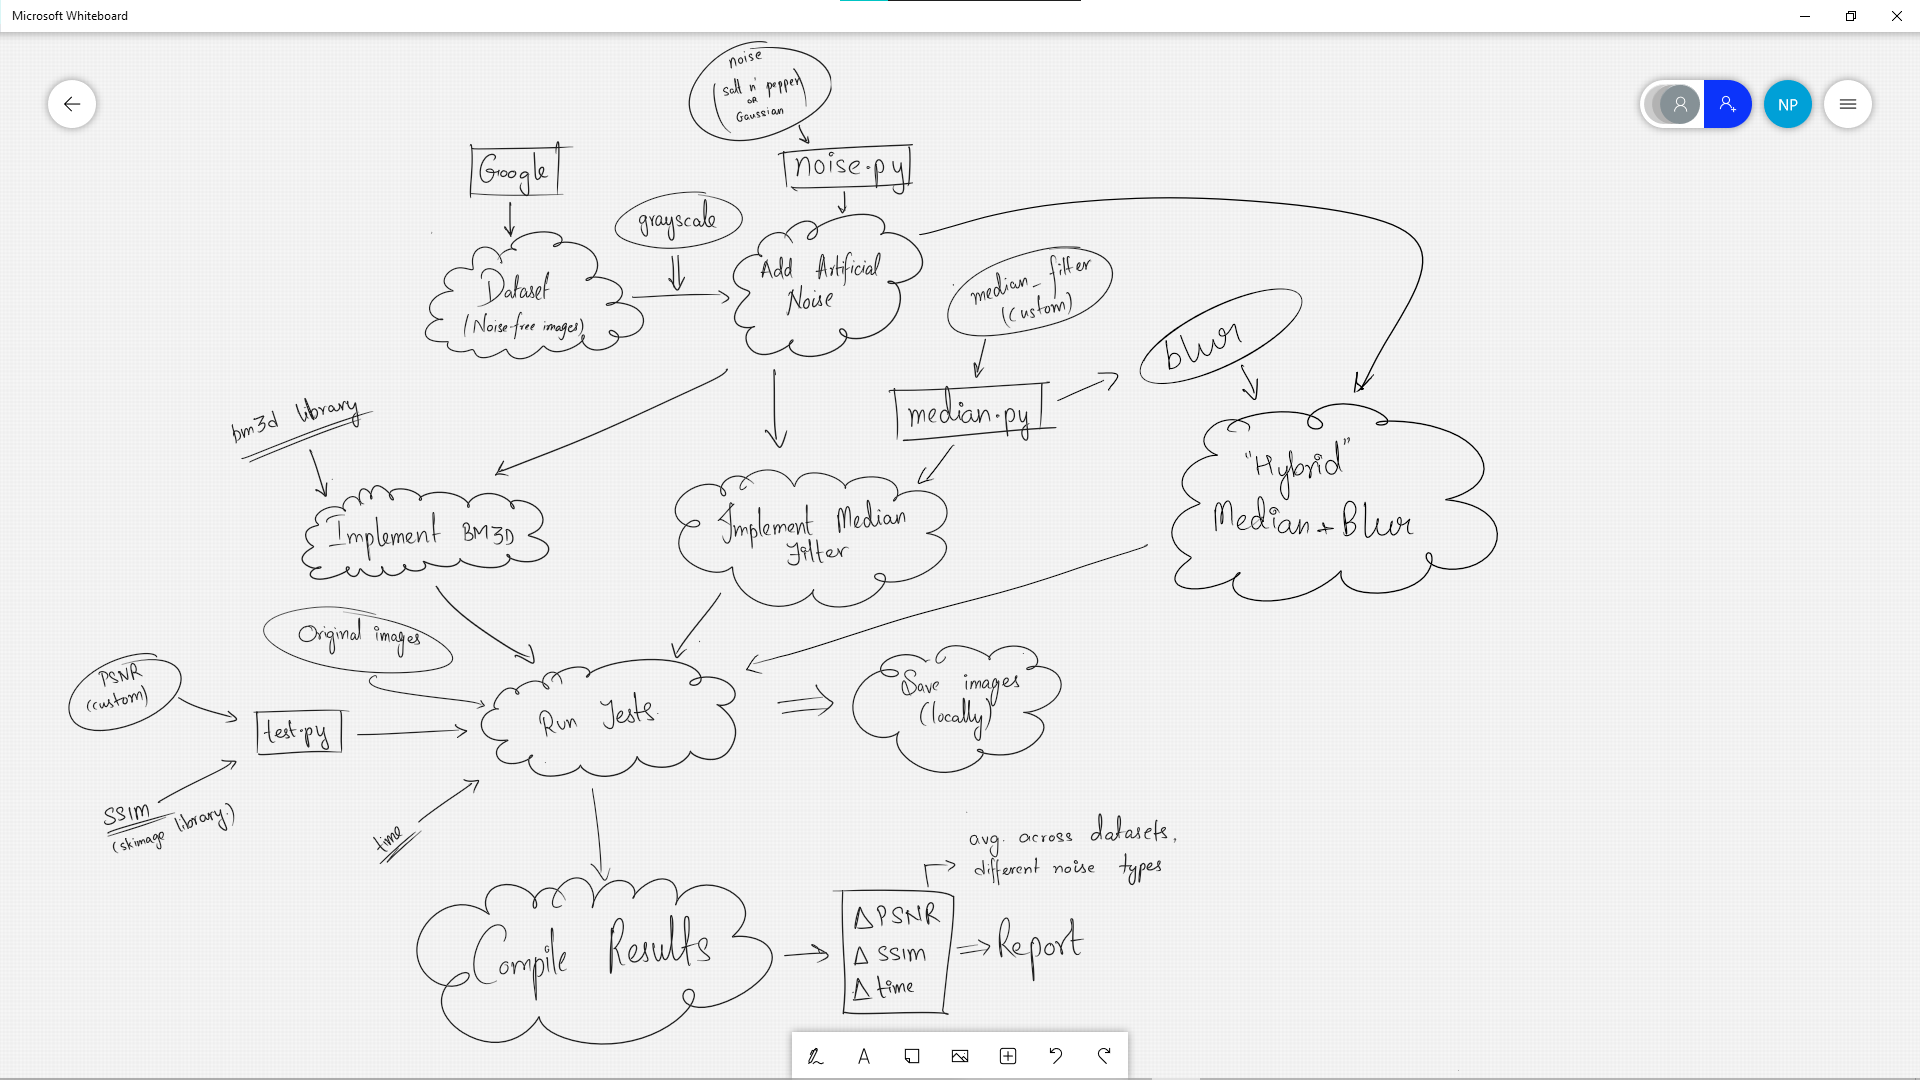 Microsoft Whiteboard
noise
(salt n' pepper
OR
Gaussian)
NP
Google
noise.py
grayscale
Add Artificial
Noise
Dataset
(Noise-free images)
median_filter
(custom)
blur
bm3d library
median.py
"Hybrid"
Median + Blur
Implement BM3D
Implement Median
Filter
Original images
PSNR
(custom)
test.py
Run Tests.
Save images
(locally)
SSIM
(skimage library.)
time
avg. across datasets,
different noise types
Compile Results
Δ PSNR
Δ SSIM
Δ time
⇒ Report
A